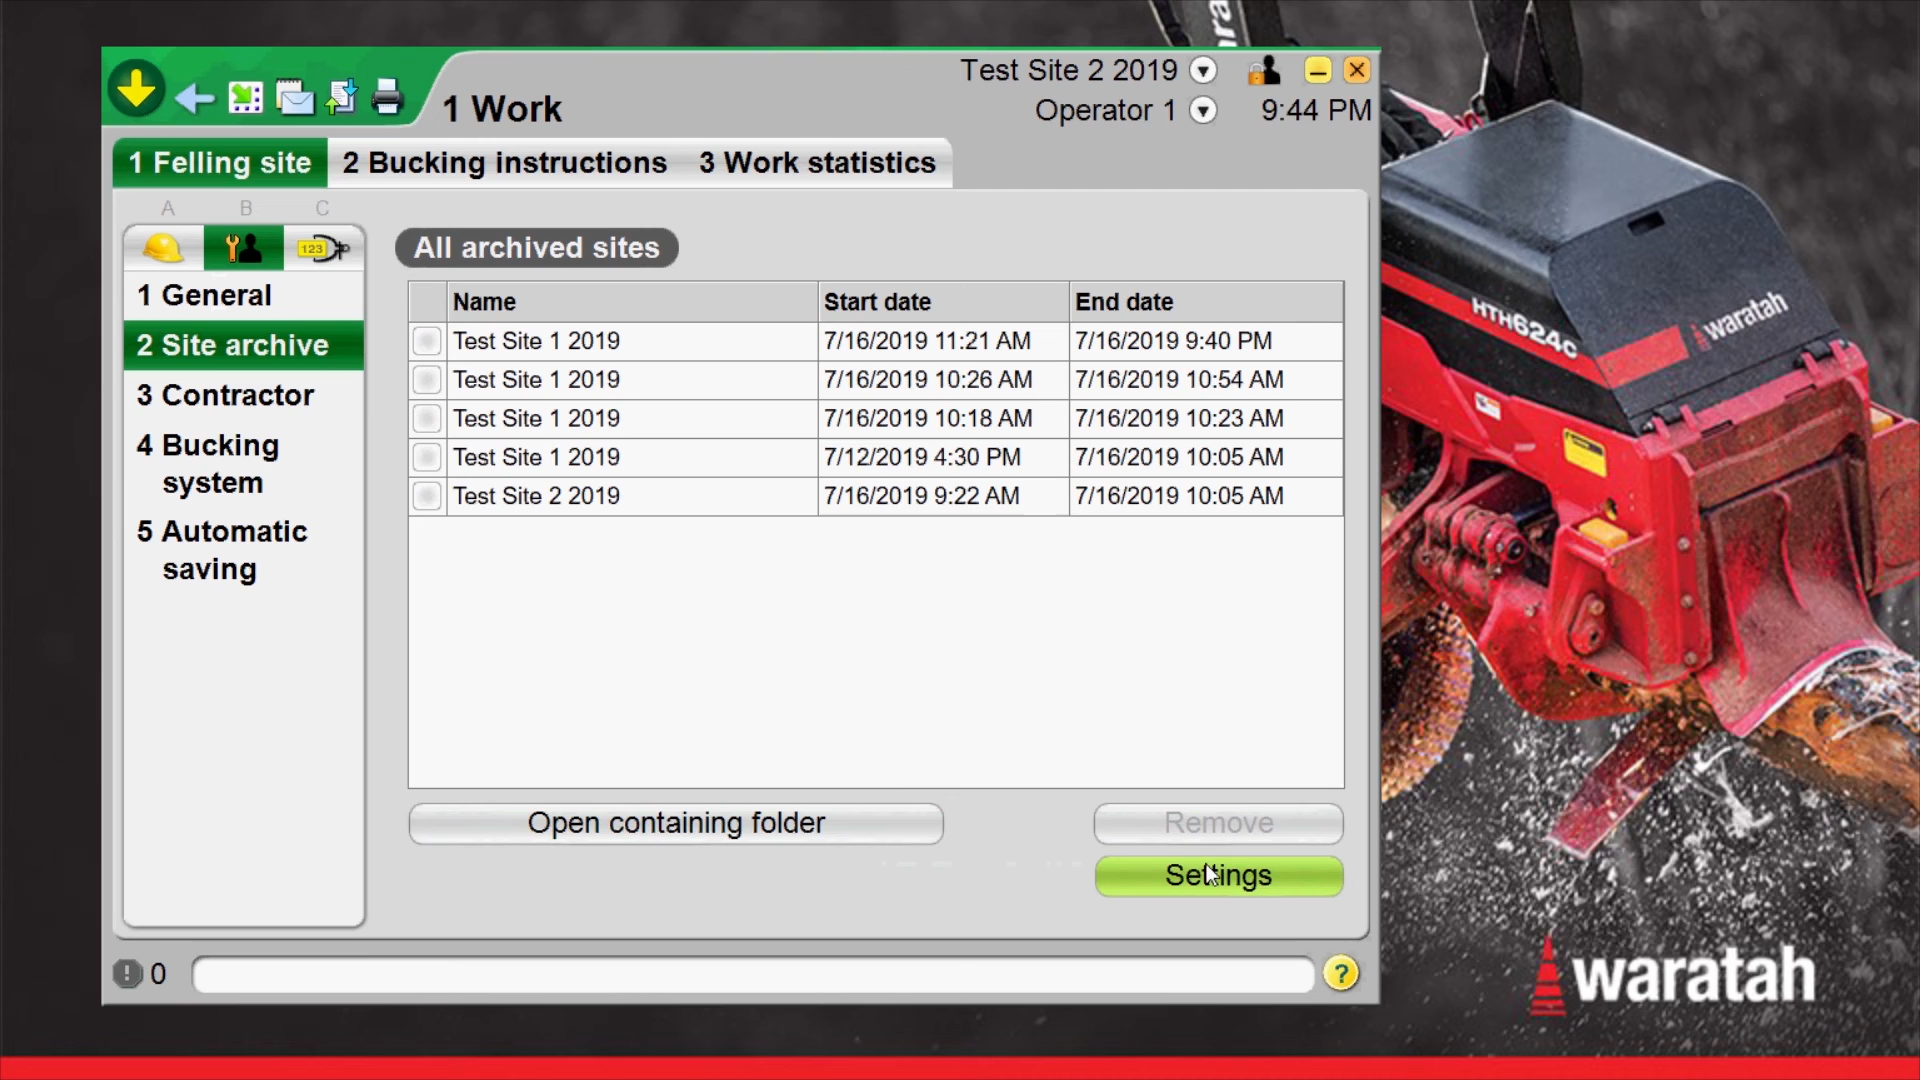 Test Site 2 2019
1 Work
Operator 1
9:44 PM
1 Felling site
2 Bucking instructions
3 Work statistics
A B C
123
1 General
2 Site archive
3 Contractor
4 Bucking
system
5 Automatic
saving
All archived sites
Name Start date End date
Test Site 1 2019 7/16/2019 11:21 AM 7/16/2019 9:40 PM
Test Site 1 2019 7/16/2019 10:26 AM 7/16/2019 10:54 AM
Test Site 1 2019 7/16/2019 10:18 AM 7/16/2019 10:23 AM
Test Site 1 2019 7/12/2019 4:30 PM 7/16/2019 10:05 AM
Test Site 2 2019 7/16/2019 9:22 AM 7/16/2019 10:05 AM
Open containing folder
Remove
Settings
! 0
?
HTH624C
waratah
waratah